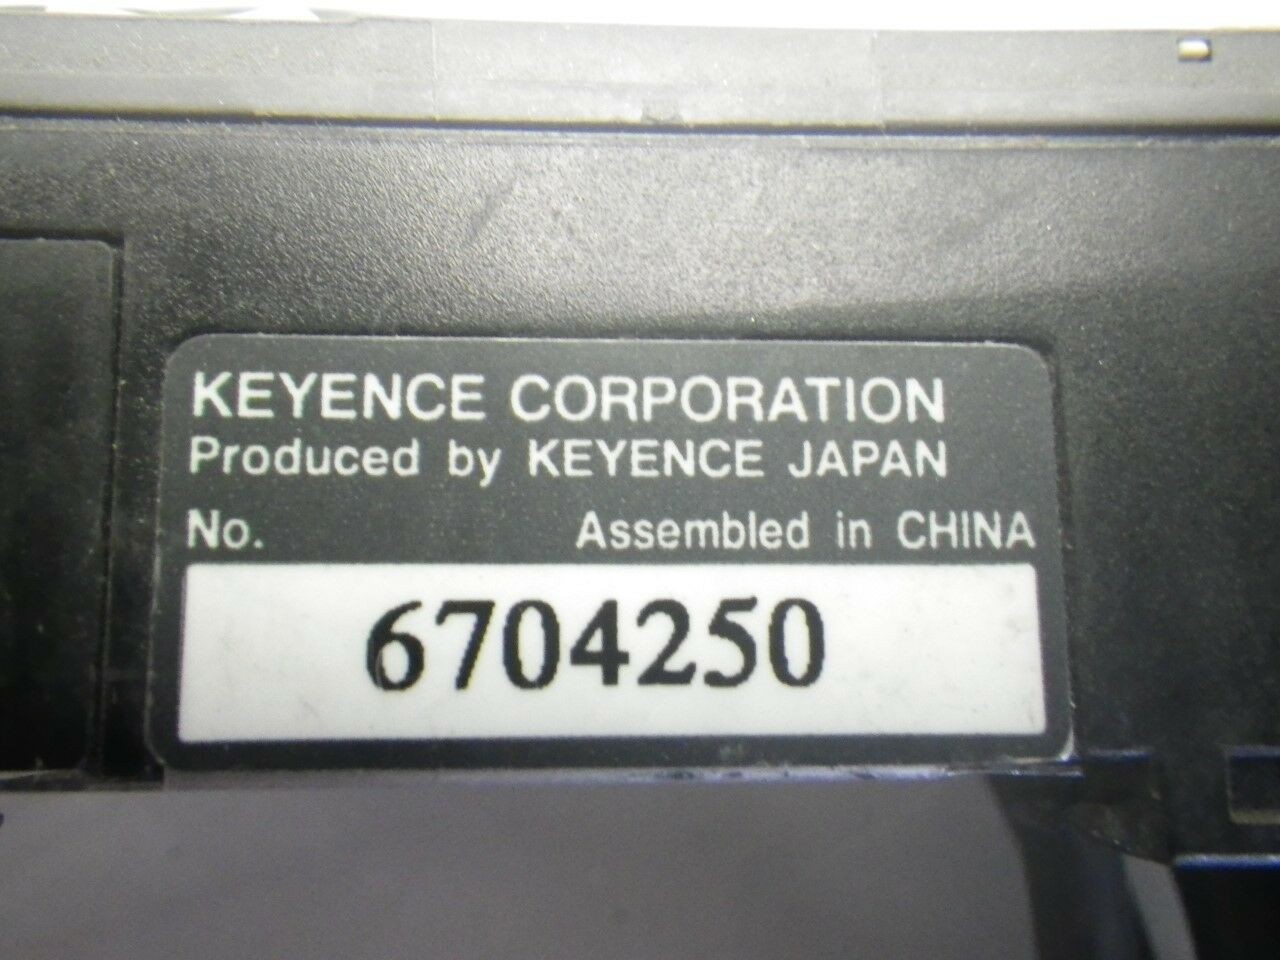 KEYENCE CORPORATION
Produced by KEYENCE JAPAN
No. Assembled in CHINA
6704250